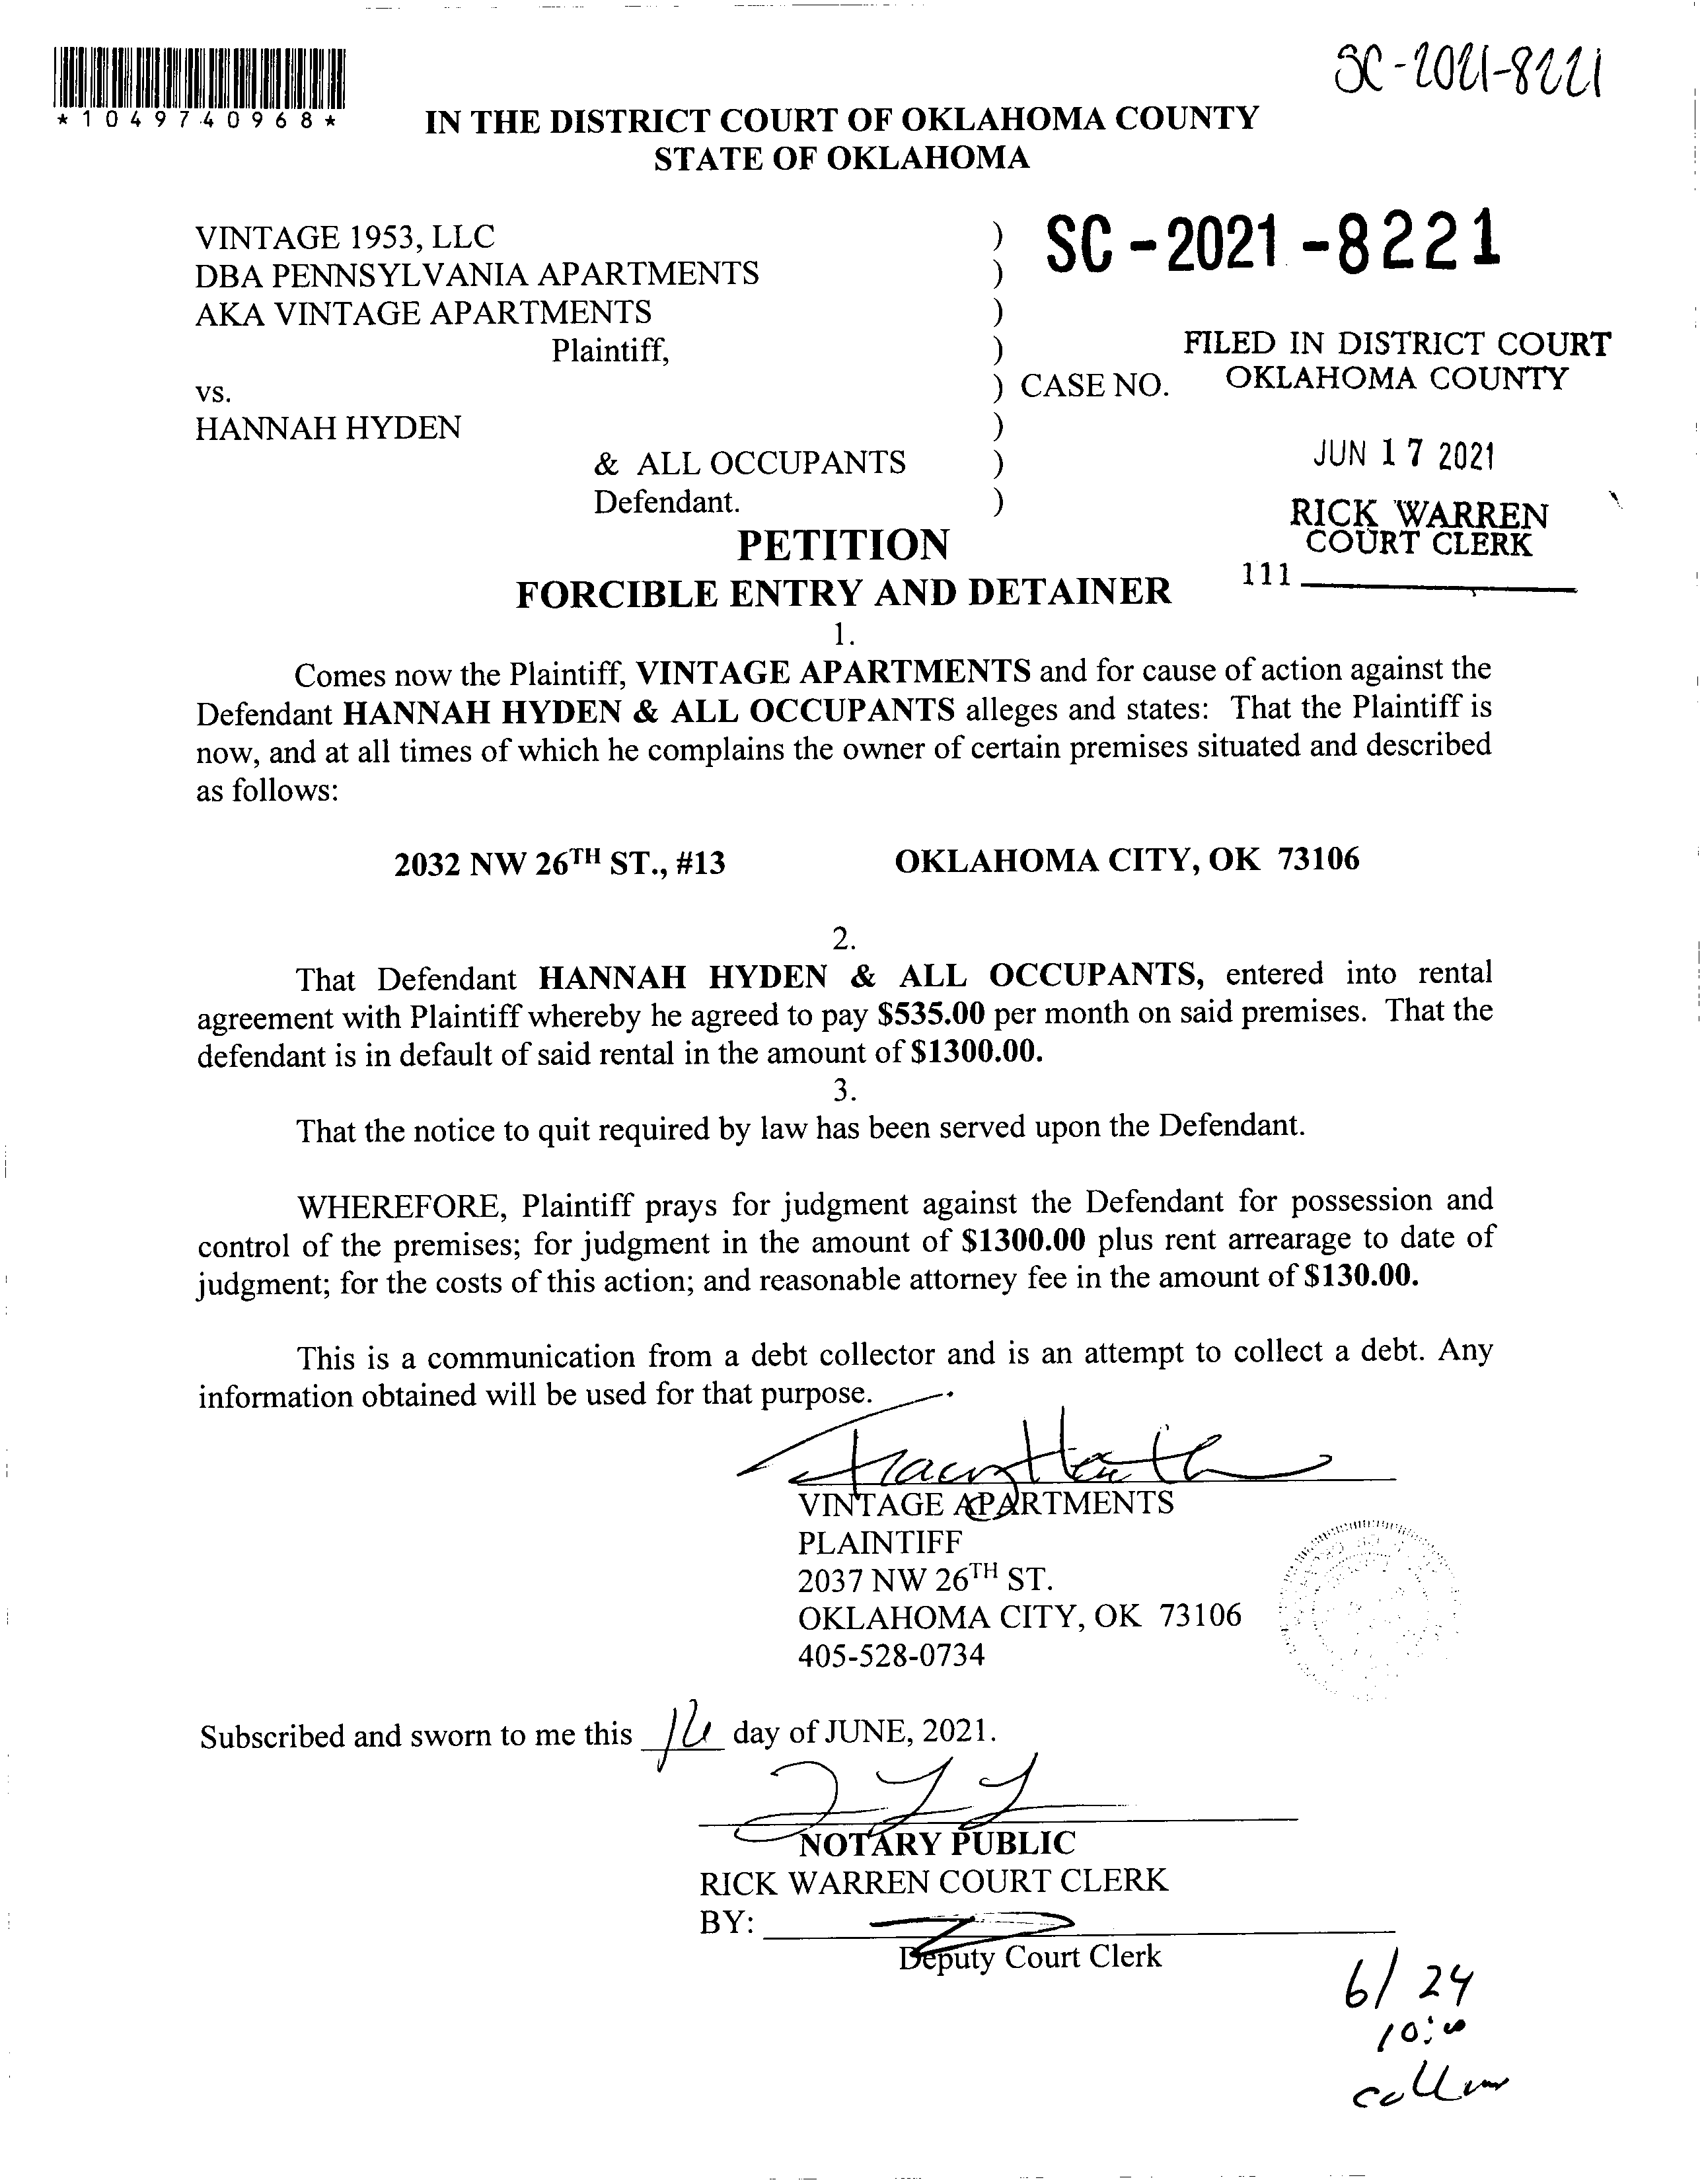 SC-2021-8221
*1049740968*
IN THE DISTRICT COURT OF OKLAHOMA COUNTY
STATE OF OKLAHOMA
VINTAGE 1953, LLC )
DBA PENNSYLVANIA APARTMENTS )
AKA VINTAGE APARTMENTS )
Plaintiff, )
vs. ) CASE NO.
HANNAH HYDEN )
& ALL OCCUPANTS )
Defendant. )
SC-2021-8221
FILED IN DISTRICT COURT
OKLAHOMA COUNTY
JUN 17 2021
RICK WARREN
COURT CLERK
111
PETITION
FORCIBLE ENTRY AND DETAINER
1.
Comes now the Plaintiff, VINTAGE APARTMENTS and for cause of action against the
Defendant HANNAH HYDEN & ALL OCCUPANTS alleges and states: That the Plaintiff is
now, and at all times of which he complains the owner of certain premises situated and described
as follows:
2032 NW 26TH ST., #13 OKLAHOMA CITY, OK 73106
2.
That Defendant HANNAH HYDEN & ALL OCCUPANTS, entered into rental
agreement with Plaintiff whereby he agreed to pay $535.00 per month on said premises. That the
defendant is in default of said rental in the amount of $1300.00.
3.
That the notice to quit required by law has been served upon the Defendant.
WHEREFORE, Plaintiff prays for judgment against the Defendant for possession and
control of the premises; for judgment in the amount of $1300.00 plus rent arrearage to date of
judgment; for the costs of this action; and reasonable attorney fee in the amount of $130.00.
This is a communication from a debt collector and is an attempt to collect a debt. Any
information obtained will be used for that purpose.
VINTAGE APARTMENTS
PLAINTIFF
2037 NW 26TH ST.
OKLAHOMA CITY, OK 73106
405-528-0734
Subscribed and sworn to me this 16 day of JUNE, 2021.
NOTARY PUBLIC
RICK WARREN COURT CLERK
BY:
Deputy Court Clerk
6/24
10:00